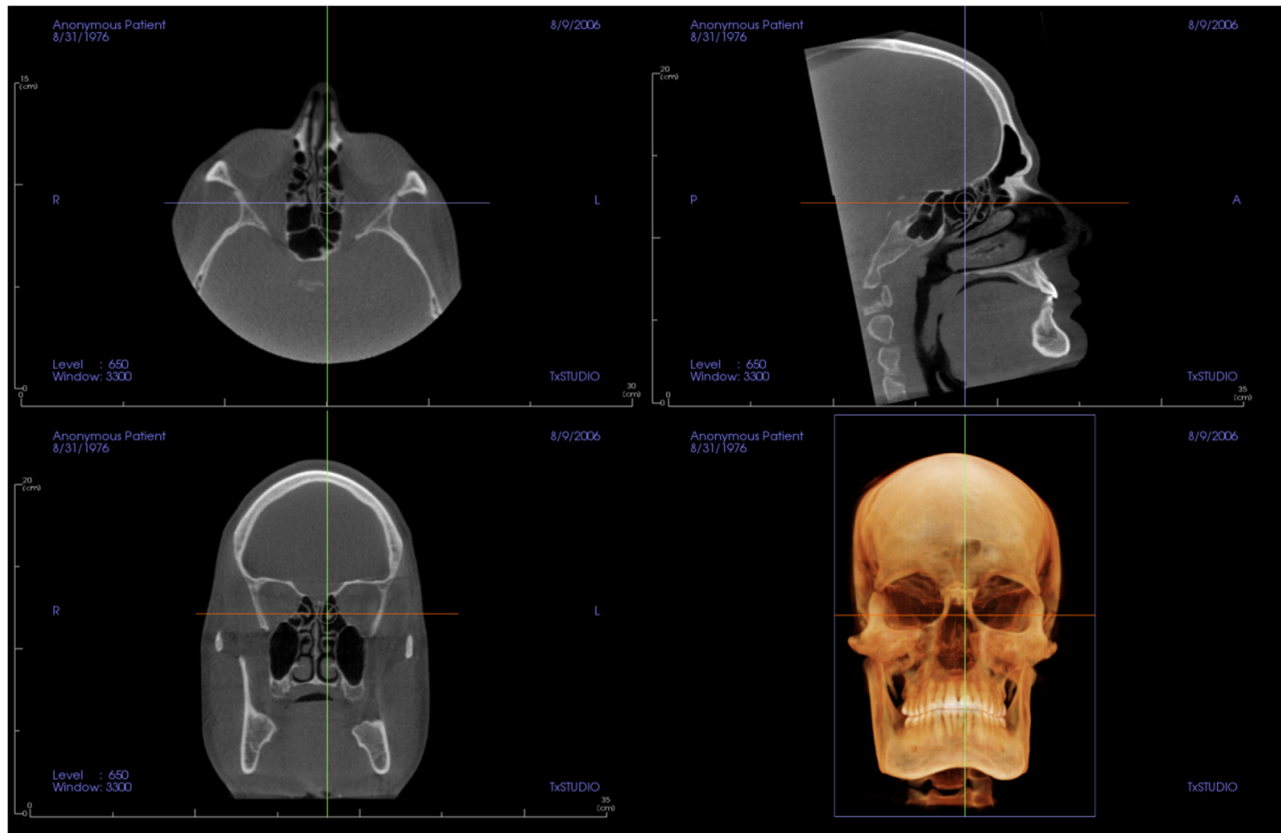 Anonymous Patient
8/31/1976
8/9/2006
15
(cm)
R
L
Level : 650
Window: 3300
TxSTUDIO
0
30
(cm)
Anonymous Patient
8/31/1976
8/9/2006
20
(cm)
P
A
Level : 650
Window: 3300
TxSTUDIO
0
35
(cm)
Anonymous Patient
8/31/1976
8/9/2006
20
(cm)
R
L
Level : 650
Window: 3300
TxSTUDIO
0
35
(cm)
Anonymous Patient
8/31/1976
8/9/2006
TxSTUDIO